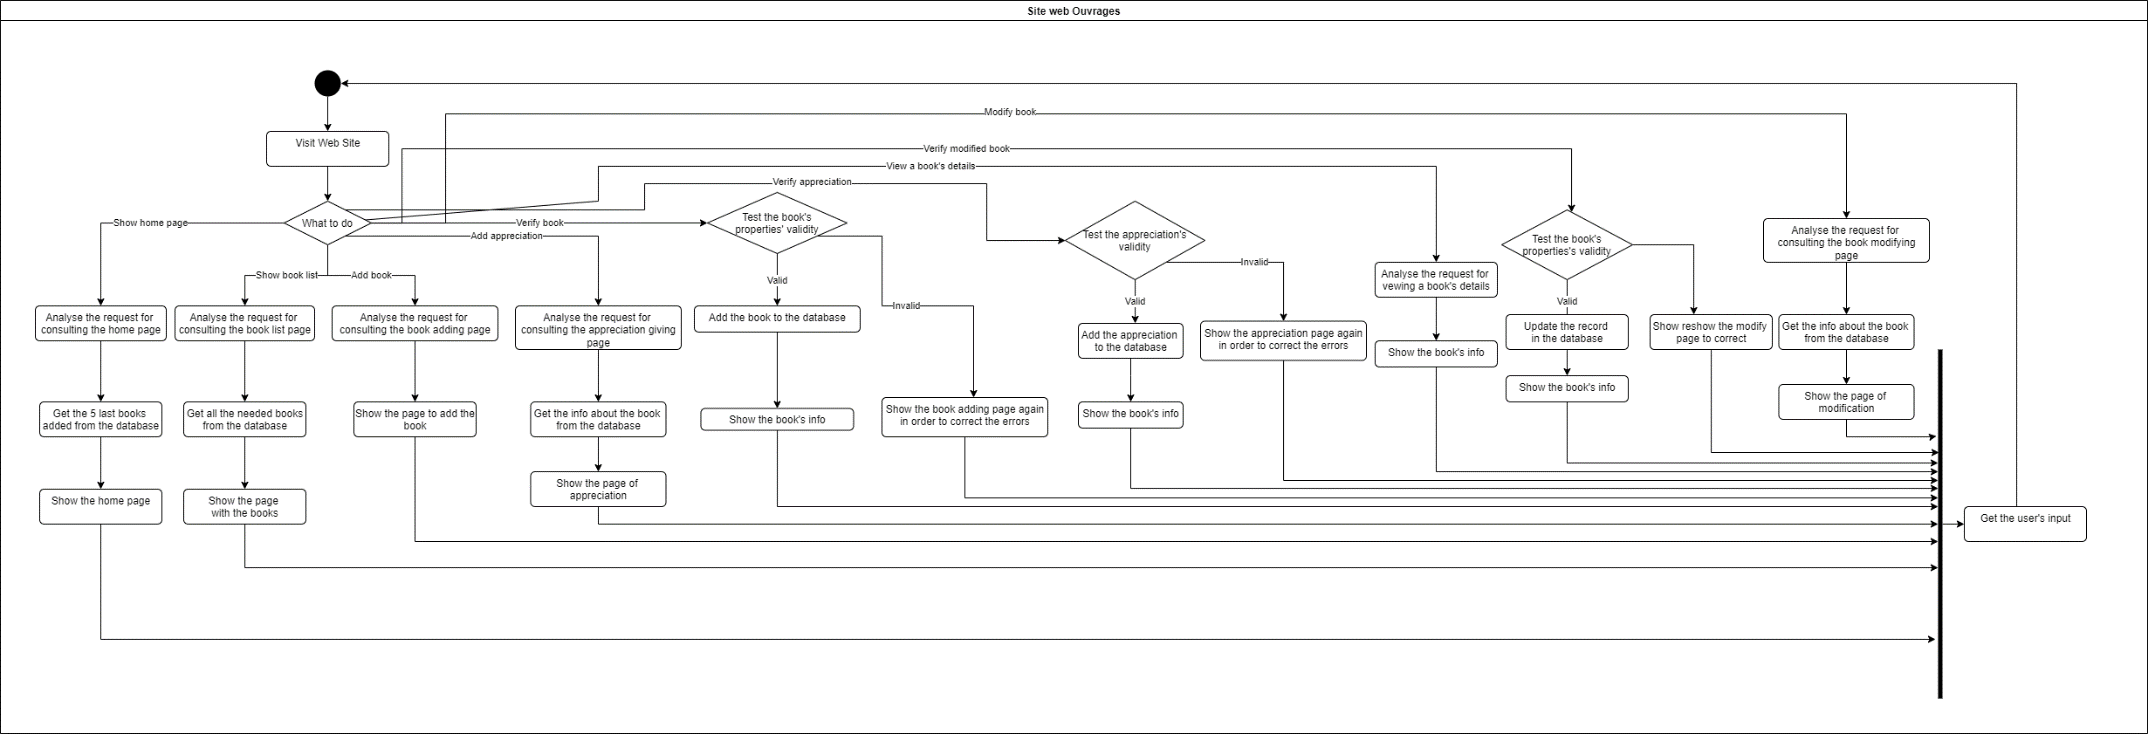 Site web Ouvrages
Modify book
Visit Web Site
Verify modified book
View a book's details
Verify appreciation
Show home page
What to do
Verify book
Add appreciation
Test the book's
properties' validity
Test the appreciation's
validity
Test the book's
properties's validity
Analyse the request for
consulting the book modifying
page
Show book list
Add book
Valid
Invalid
Invalid
Valid
Valid
Analyse the request for
vewing a book's details
Analyse the request for
consulting the home page
Analyse the request for
consulting the book list page
Analyse the request for
consulting the book adding page
Analyse the request for
consulting the appreciation giving
page
Add the book to the database
Add the appreciation
to the database
Show the appreciation page again
in order to correct the errors
Show the book's info
Update the record
in the database
Show reshow the modify
page to correct
Get the info about the book
from the database
Show the book's info
Show the page of
modification
Get the 5 last books
added from the database
Get all the needed books
from the database
Show the page to add the
book
Get the info about the book
from the database
Show the book's info
Show the book adding page again
in order to correct the errors
Show the book's info
Show the home page
Show the page
with the books
Show the page of
appreciation
Get the user's input